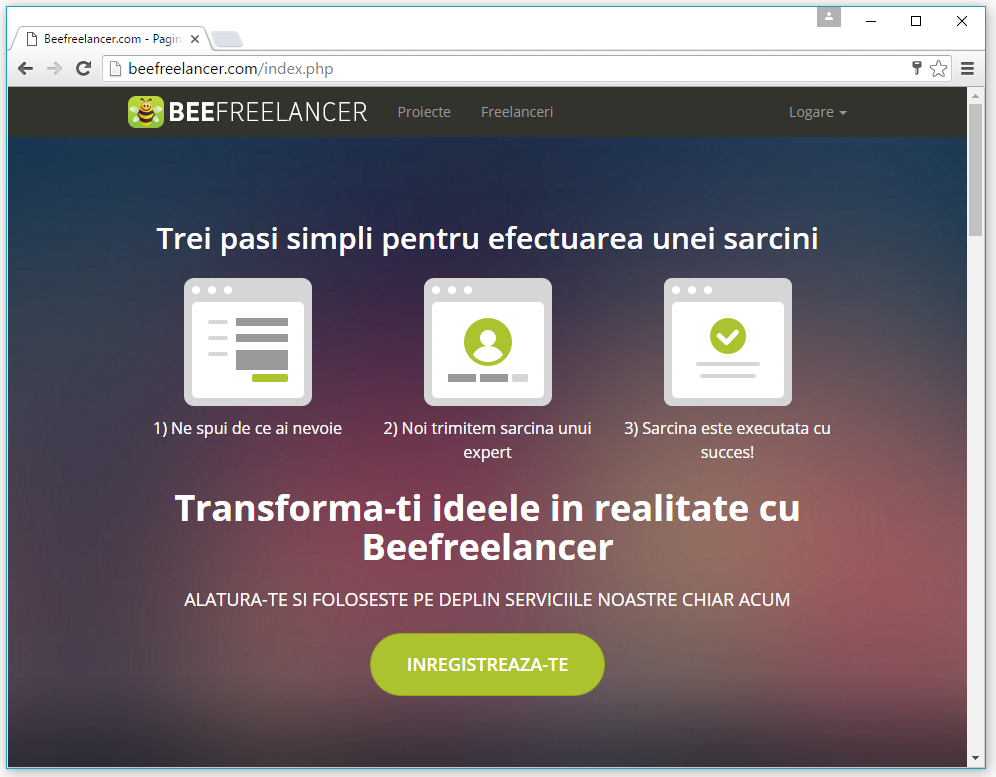 Beefreelancer.com - Pagin
beefreelancer.com/index.php
BEEFREELANCER
Proiecte
Freelanceri
Logare
Trei pasi simpli pentru efectuarea unei sarcini
1) Ne spui de ce ai nevoie
2) Noi trimitem sarcina unui
expert
3) Sarcina este executata cu
succes!
Transforma-ti ideele in realitate cu
Beefreelancer
ALATURA-TE SI FOLOSESTE PE DEPLIN SERVICIILE NOASTRE CHIAR ACUM
INREGISTREAZA-TE